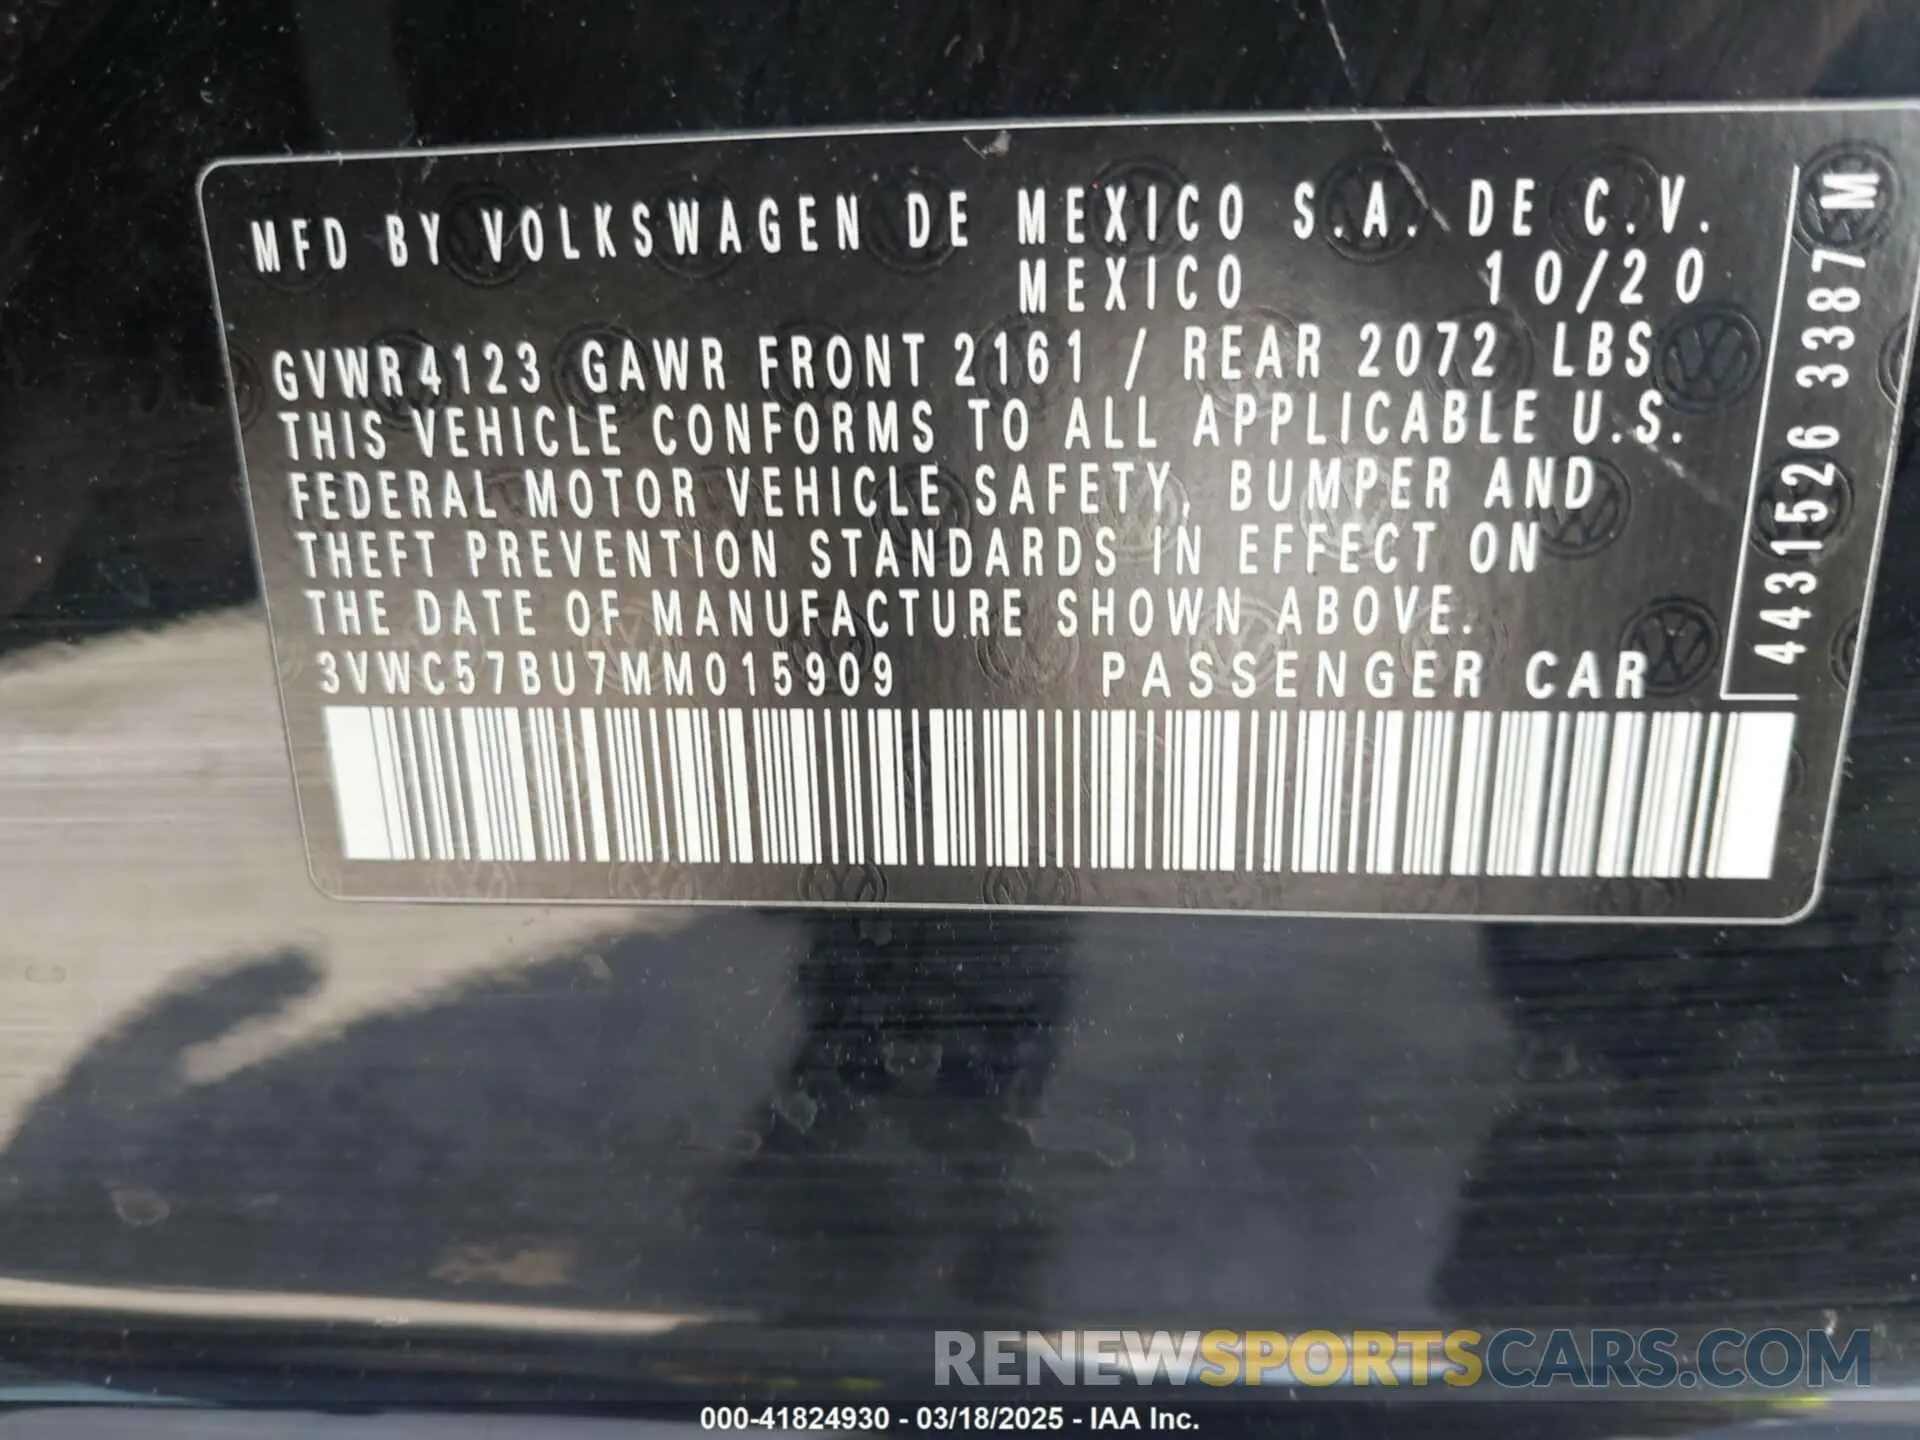 MFD BY VOLKSWAGEN DE MEXICO S.A. DE C.V.
MEXICO 10/20
GVWR 4123 GAWR FRONT 2161 / REAR 2072 LBS
THIS VEHICLE CONFORMS TO ALL APPLICABLE U.S.
FEDERAL MOTOR VEHICLE SAFETY, BUMPER AND
THEFT PREVENTION STANDARDS IN EFFECT ON
THE DATE OF MANUFACTURE SHOWN ABOVE.
3VWC57BU7MM015909 PASSENGER CAR
4431526 3387 M
RENEWSPORTSCARS.COM
000-41824930 - 03/18/2025 - IAA Inc.